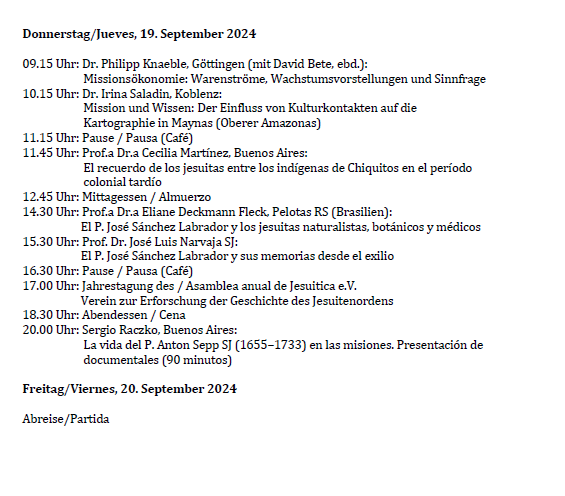 Donnerstag/Jueves, 19. September 2024
09.15 Uhr: Dr. Philipp Knaeble, Göttingen (mit David Bete, ebd.):
Missionsökonomie: Warenströme, Wachstumsvorstellungen und Sinnfrage
10.15 Uhr: Dr. Irina Saladin, Koblenz:
Mission und Wissen: Der Einfluss von Kulturkontakten auf die
Kartographie in Maynas (Oberer Amazonas)
11.15 Uhr: Pause / Pausa (Café)
11.45 Uhr: Prof.a Dr.a Cecilia Martínez, Buenos Aires:
El recuerdo de los jesuitas entre los indígenas de Chiquitos en el período
colonial tardío
12.45 Uhr: Mittagessen / Almuerzo
14.30 Uhr: Prof.a Dr.a Eliane Deckmann Fleck, Pelotas RS (Brasilien):
El P. José Sánchez Labrador y los jesuitas naturalistas, botánicos y médicos
15.30 Uhr: Prof. Dr. José Luis Narvaja SJ:
El P. José Sánchez Labrador y sus memorias desde el exilio
16.30 Uhr: Pause / Pausa (Café)
17.00 Uhr: Jahrestagung des / Asamblea anual de Jesuitica e.V.
Verein zur Erforschung der Geschichte des Jesuitenordens
18.30 Uhr: Abendessen / Cena
20.00 Uhr: Sergio Raczko, Buenos Aires:
La vida del P. Anton Sepp SJ (1655–1733) en las misiones. Presentación de
documentales (90 minutos)
Freitag/Viernes, 20. September 2024
Abreise/Partida